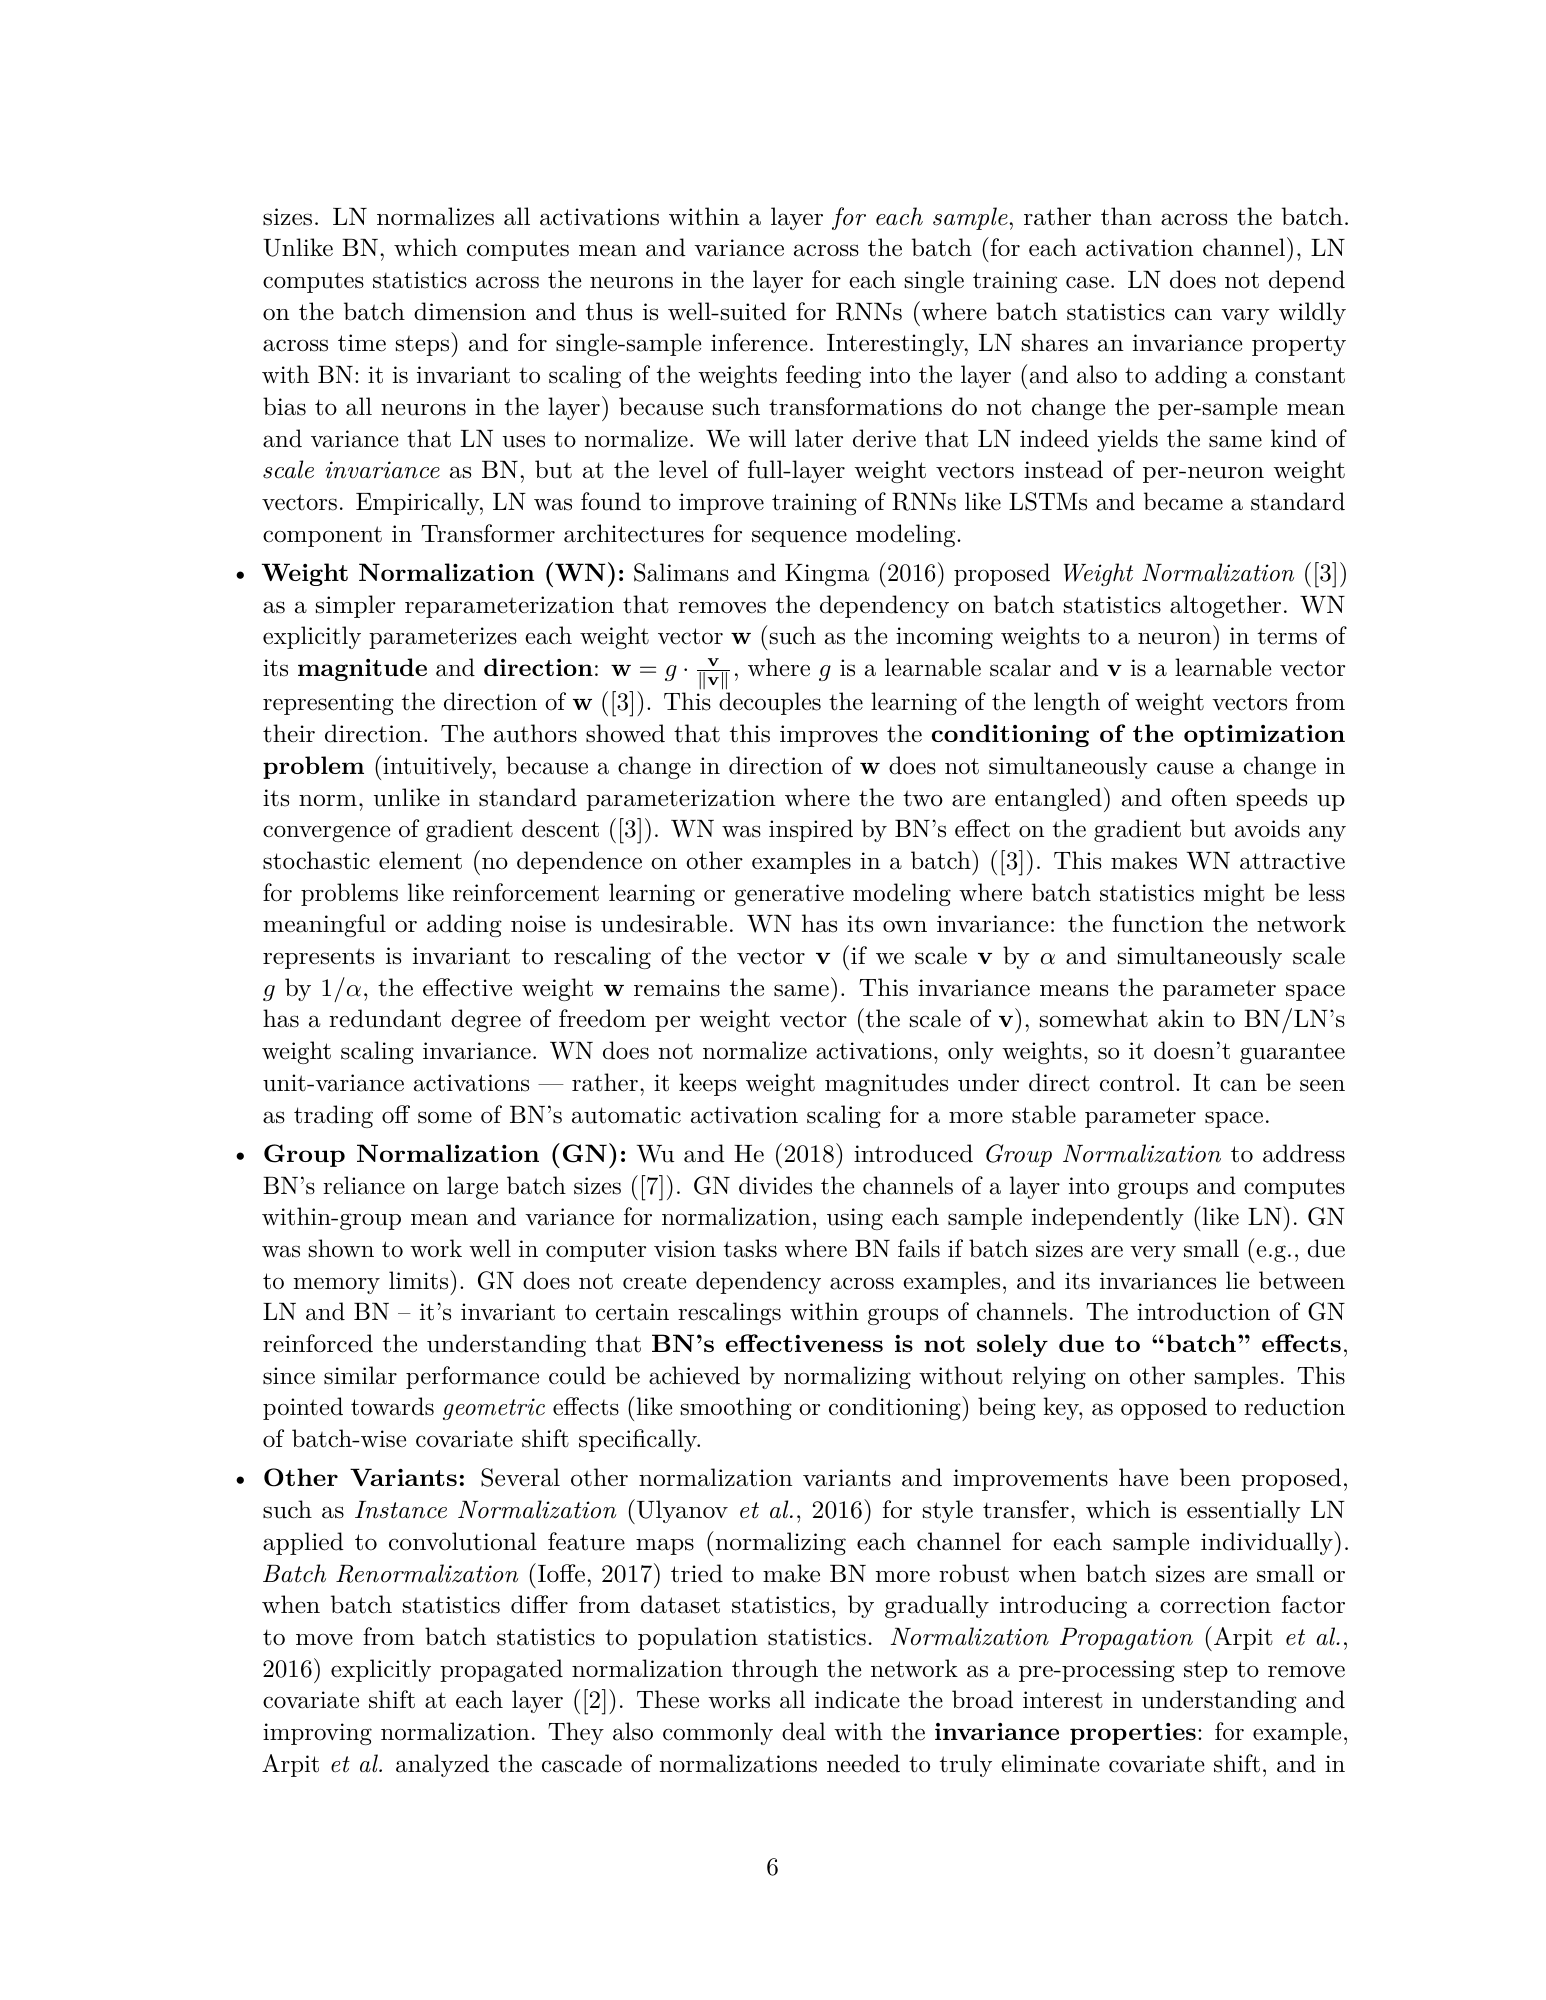 sizes. LN normalizes all activations within a layer for each sample, rather than across the batch.
Unlike BN, which computes mean and variance across the batch (for each activation channel), LN
computes statistics across the neurons in the layer for each single training case. LN does not depend
on the batch dimension and thus is well-suited for RNNs (where batch statistics can vary wildly
across time steps) and for single-sample inference. Interestingly, LN shares an invariance property
with BN: it is invariant to scaling of the weights feeding into the layer (and also to adding a constant
bias to all neurons in the layer) because such transformations do not change the per-sample mean
and variance that LN uses to normalize. We will later derive that LN indeed yields the same kind of
scale invariance as BN, but at the level of full-layer weight vectors instead of per-neuron weight
vectors. Empirically, LN was found to improve training of RNNs like LSTMs and became a standard
component in Transformer architectures for sequence modeling.
• Weight Normalization (WN): Salimans and Kingma (2016) proposed Weight Normalization ([3])
as a simpler reparameterization that removes the dependency on batch statistics altogether. WN
explicitly parameterizes each weight vector w (such as the incoming weights to a neuron) in terms of
its magnitude and direction: w = g · v/‖v‖, where g is a learnable scalar and v is a learnable vector
representing the direction of w ([3]). This decouples the learning of the length of weight vectors from
their direction. The authors showed that this improves the conditioning of the optimization
problem (intuitively, because a change in direction of w does not simultaneously cause a change in
its norm, unlike in standard parameterization where the two are entangled) and often speeds up
convergence of gradient descent ([3]). WN was inspired by BN's effect on the gradient but avoids any
stochastic element (no dependence on other examples in a batch) ([3]). This makes WN attractive
for problems like reinforcement learning or generative modeling where batch statistics might be less
meaningful or adding noise is undesirable. WN has its own invariance: the function the network
represents is invariant to rescaling of the vector v (if we scale v by α and simultaneously scale
g by 1/α, the effective weight w remains the same). This invariance means the parameter space
has a redundant degree of freedom per weight vector (the scale of v), somewhat akin to BN/LN's
weight scaling invariance. WN does not normalize activations, only weights, so it doesn't guarantee
unit-variance activations — rather, it keeps weight magnitudes under direct control. It can be seen
as trading off some of BN's automatic activation scaling for a more stable parameter space.
• Group Normalization (GN): Wu and He (2018) introduced Group Normalization to address
BN's reliance on large batch sizes ([7]). GN divides the channels of a layer into groups and computes
within-group mean and variance for normalization, using each sample independently (like LN). GN
was shown to work well in computer vision tasks where BN fails if batch sizes are very small (e.g., due
to memory limits). GN does not create dependency across examples, and its invariances lie between
LN and BN – it's invariant to certain rescalings within groups of channels. The introduction of GN
reinforced the understanding that BN's effectiveness is not solely due to “batch” effects,
since similar performance could be achieved by normalizing without relying on other samples. This
pointed towards geometric effects (like smoothing or conditioning) being key, as opposed to reduction
of batch-wise covariate shift specifically.
• Other Variants: Several other normalization variants and improvements have been proposed,
such as Instance Normalization (Ulyanov et al., 2016) for style transfer, which is essentially LN
applied to convolutional feature maps (normalizing each channel for each sample individually).
Batch Renormalization (Ioffe, 2017) tried to make BN more robust when batch sizes are small or
when batch statistics differ from dataset statistics, by gradually introducing a correction factor
to move from batch statistics to population statistics. Normalization Propagation (Arpit et al.,
2016) explicitly propagated normalization through the network as a pre-processing step to remove
covariate shift at each layer ([2]). These works all indicate the broad interest in understanding and
improving normalization. They also commonly deal with the invariance properties: for example,
Arpit et al. analyzed the cascade of normalizations needed to truly eliminate covariate shift, and in
6